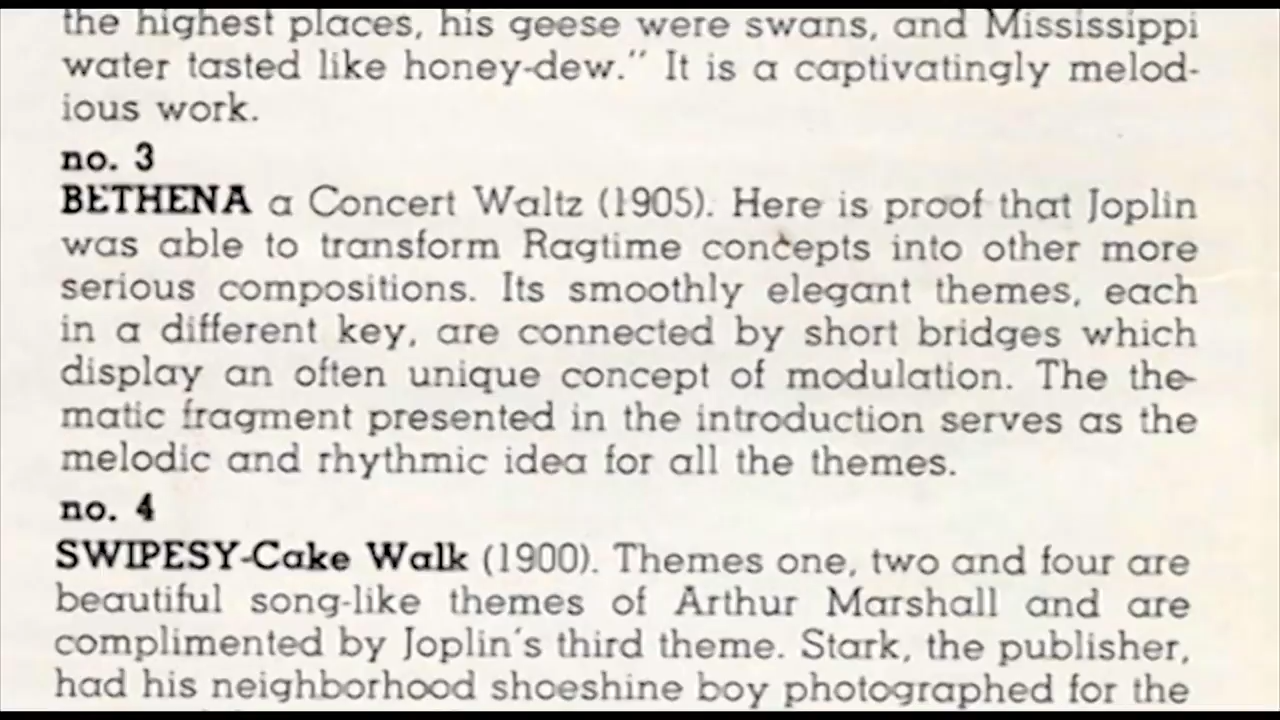 the highest places, his geese were swans, and Mississippi
water tasted like honey-dew." It is a captivatingly melod-
ious work.
no. 3
BETHENA a Concert Waltz (1905). Here is proof that Joplin
was able to transform Ragtime concepts into other more
serious compositions. Its smoothly elegant themes, each
in a different key, are connected by short bridges which
display an often unique concept of modulation. The the-
matic fragment presented in the introduction serves as the
melodic and rhythmic idea for all the themes.
no. 4
SWIPESY-Cake Walk (1900). Themes one, two and four are
beautiful song-like themes of Arthur Marshall and are
complimented by Joplin's third theme. Stark, the publisher,
had his neighborhood shoeshine boy photographed for the